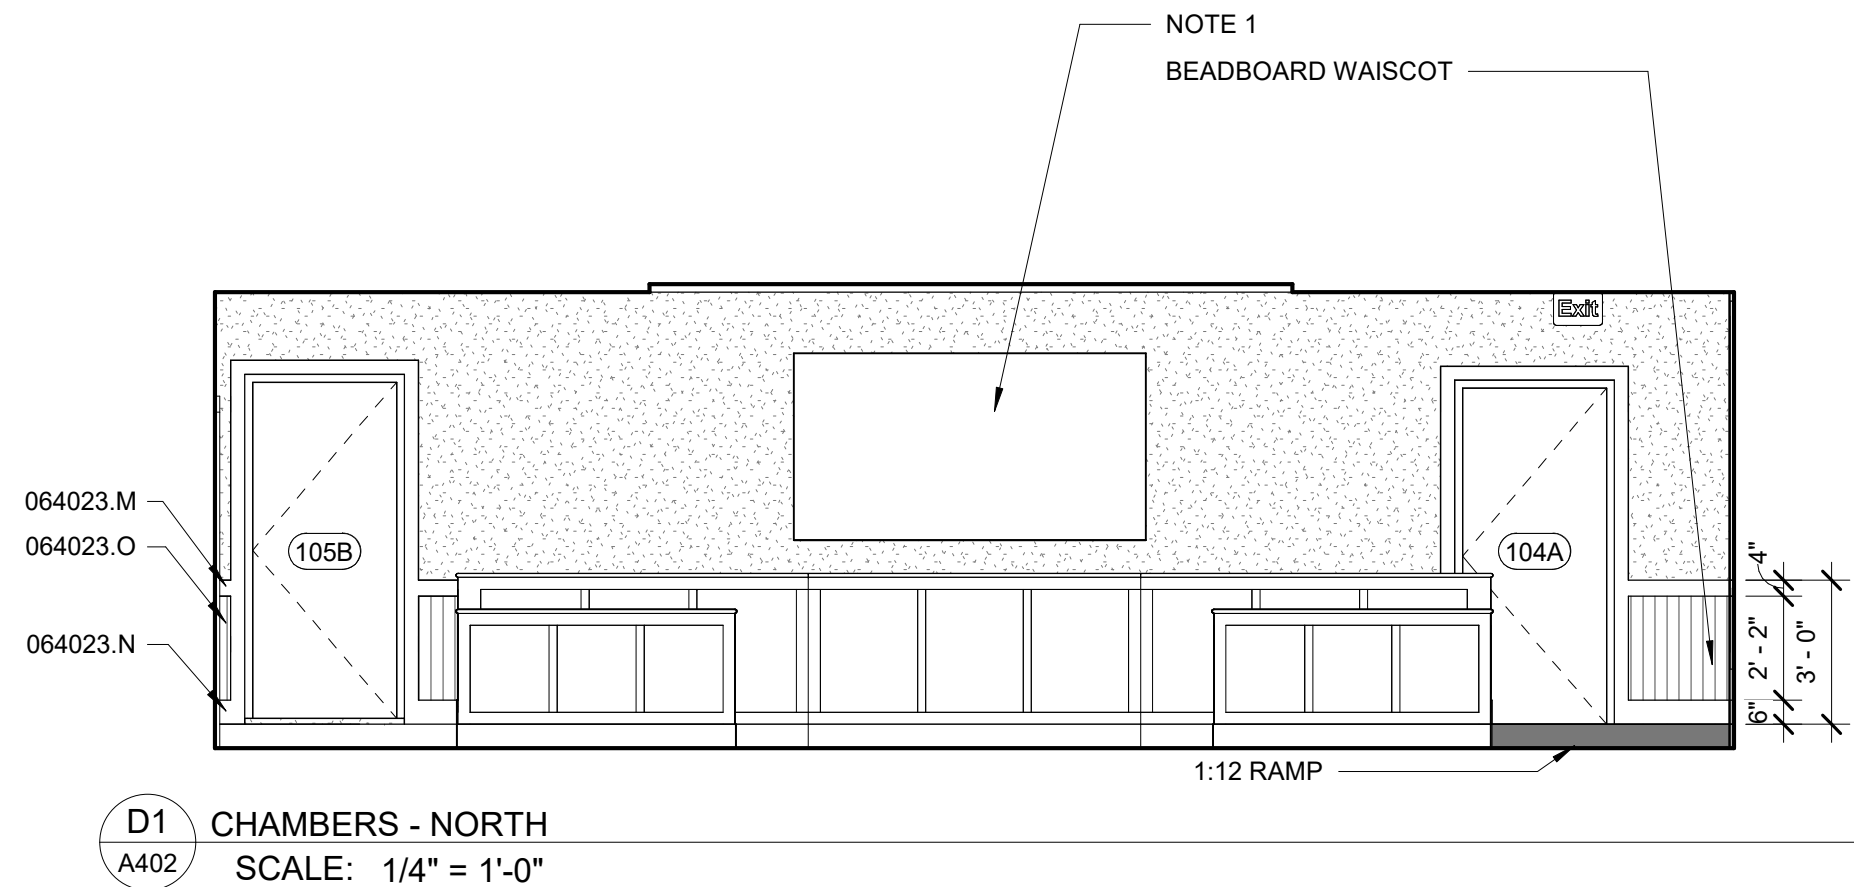 NOTE 1
BEADBOARD WAISCOT
Exit
064023.M
064023.O
105B
104A
4"
064023.N
2' - 2"
3' - 0"
6"
1:12 RAMP
D1
CHAMBERS - NORTH
A402
SCALE: 1/4" = 1'-0"